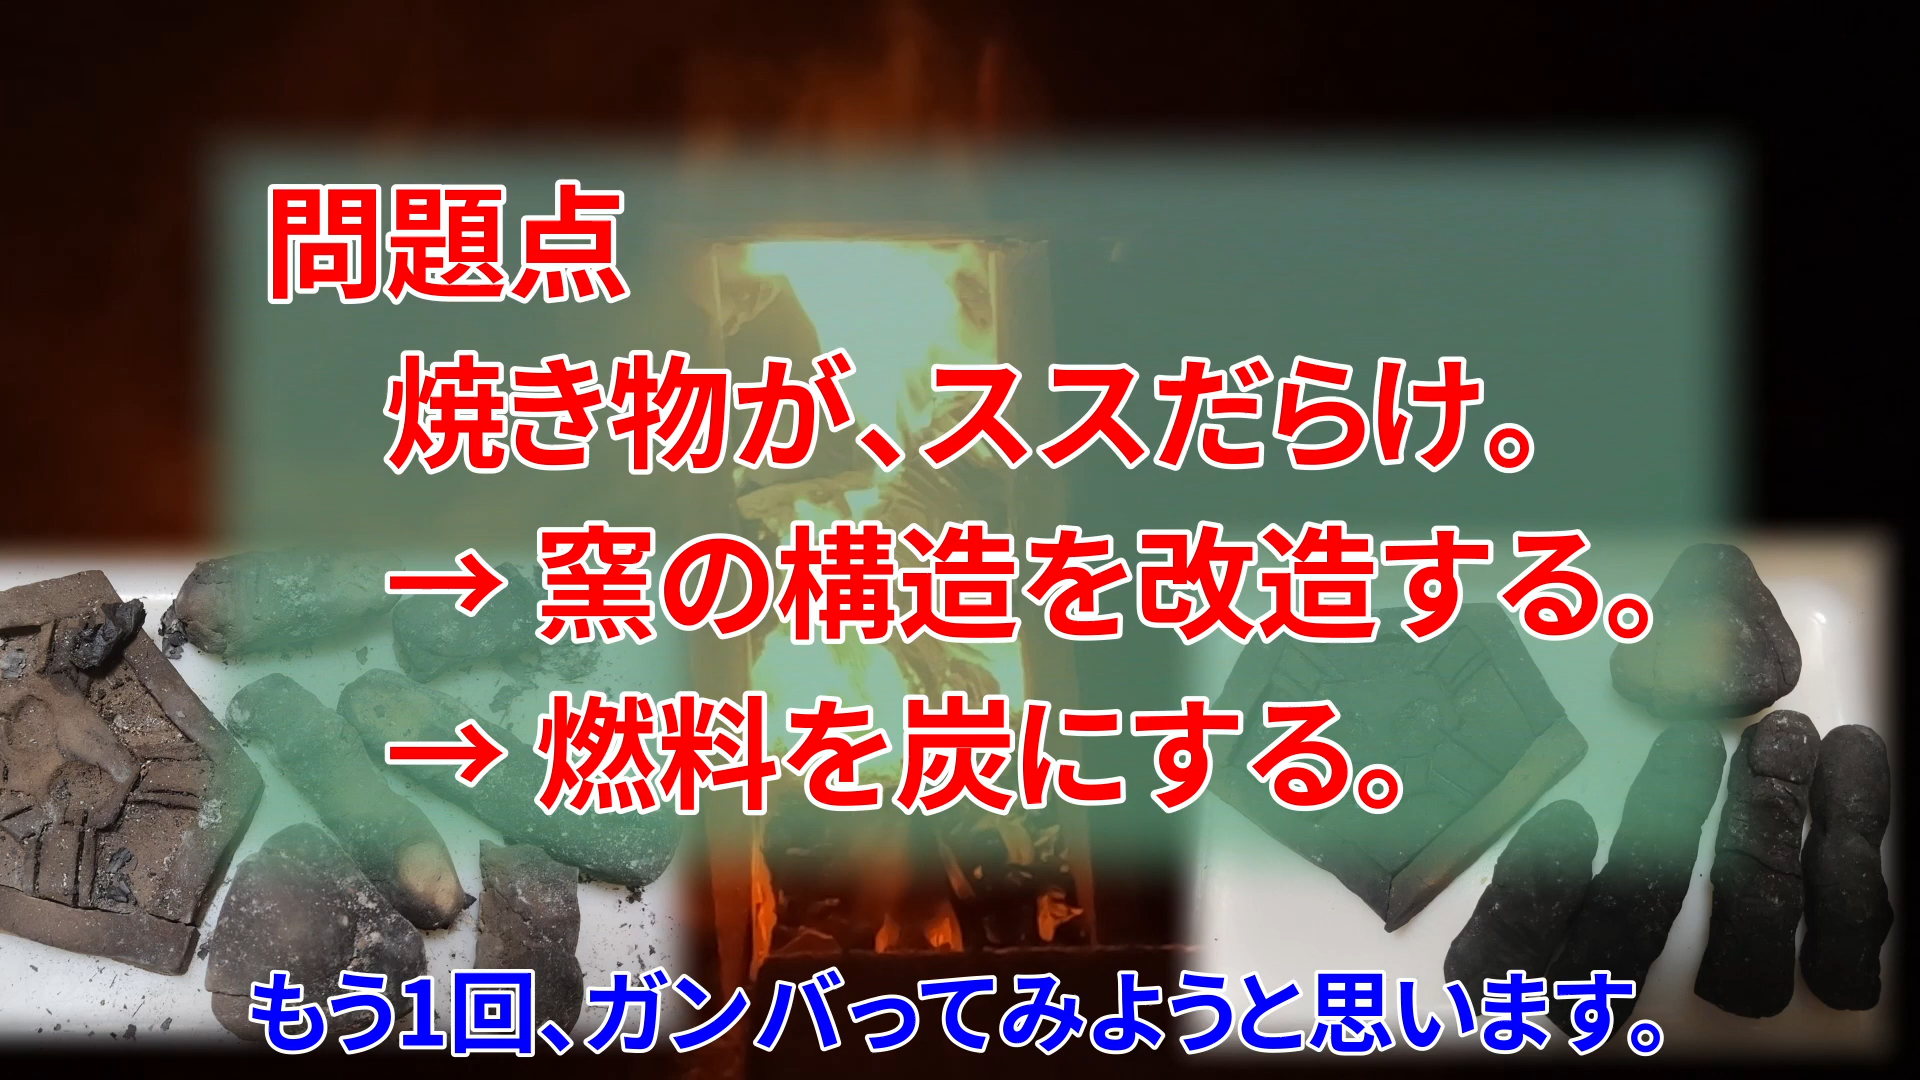 問題点
焼き物が、ススだらけ。
→ 窯の構造を改造する。
→ 燃料を炭にする。
もう1回、ガンバってみようと思います。